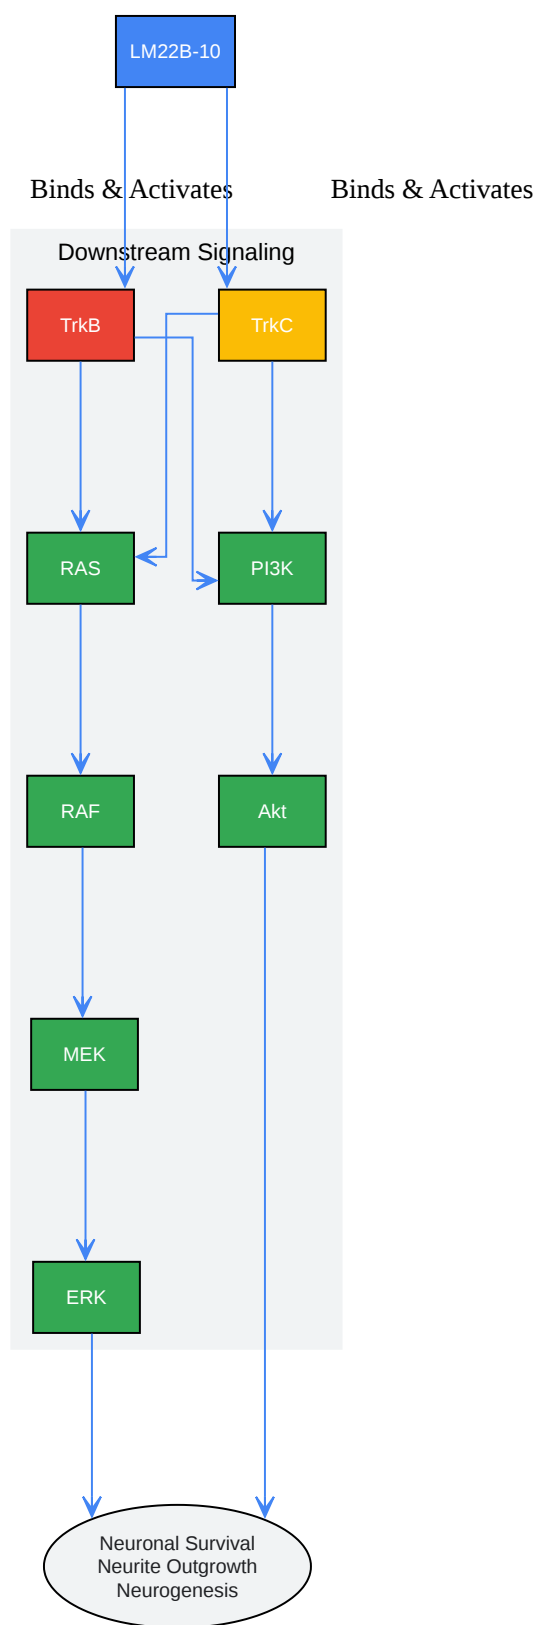 LM22B-10
Binds & Activates
Binds & Activates
Downstream Signaling
TrkB
TrkC
RAS
PI3K
RAF
Akt
MEK
ERK
Neuronal Survival
Neurite Outgrowth
Neurogenesis